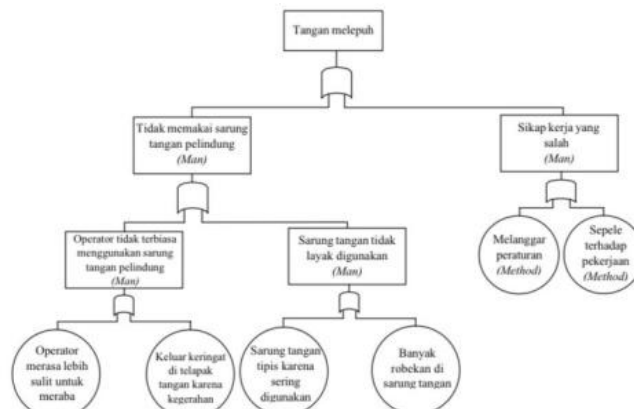 Tangan melepuh
Tidak memakai sarung
tangan pelindung
(Man)
Sikap kerja yang
salah
(Man)
Operator tidak terbiasa
menggunakan sarung
tangan pelindung
(Man)
Sarung tangan tidak
layak digunakan
(Man)
Melanggar
peraturan
(Method)
Sepele
terhadap
pekerjaan
(Method)
Operator
merasa lebih
sulit untuk
meraba
Keluar keringat
di telapak
tangan karena
kegerahan
Sarung tangan
tipis karena
sering
digunakan
Banyak
robekan di
sarung tangan